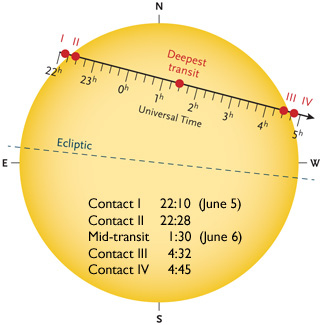 N
I II
Deepest
transit
III IV
22h 23h 0h 1h 2h 3h 4h 5h
Universal Time
Ecliptic
E
W
Contact I 22:10 (June 5)
Contact II 22:28
Mid-transit 1:30 (June 6)
Contact III 4:32
Contact IV 4:45
S